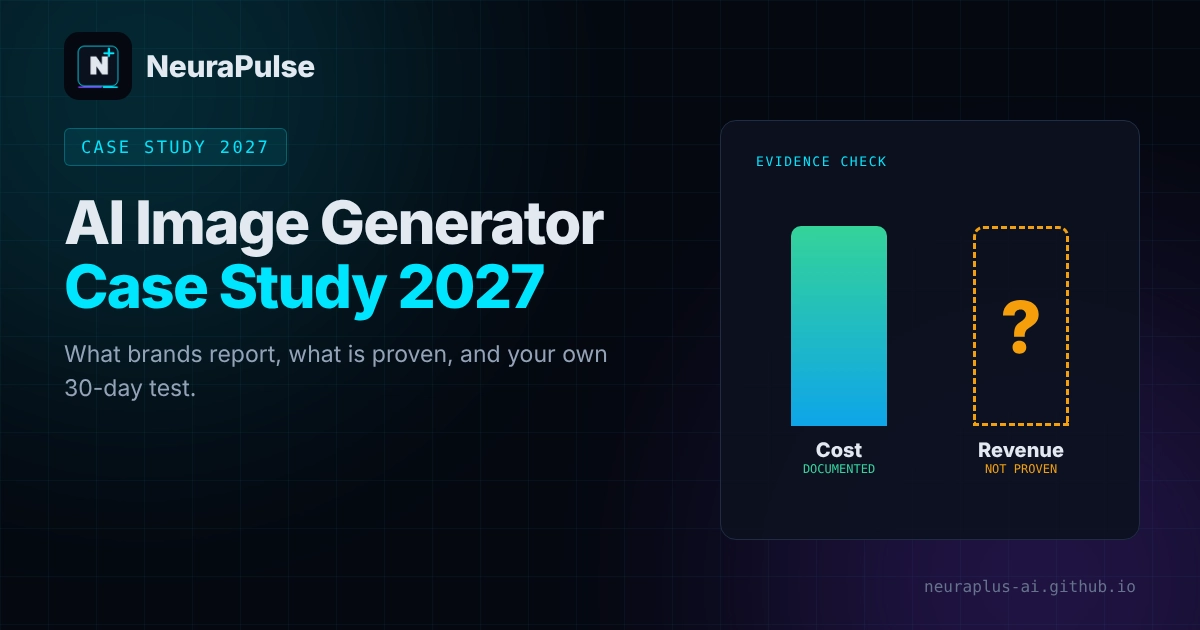 N+
NeuraPulse
CASE STUDY 2027
AI Image Generator
Case Study 2027
What brands report, what is proven, and your own
30-day test.
EVIDENCE CHECK
?
Cost
DOCUMENTED
Revenue
NOT PROVEN
neuraplus-ai.github.io